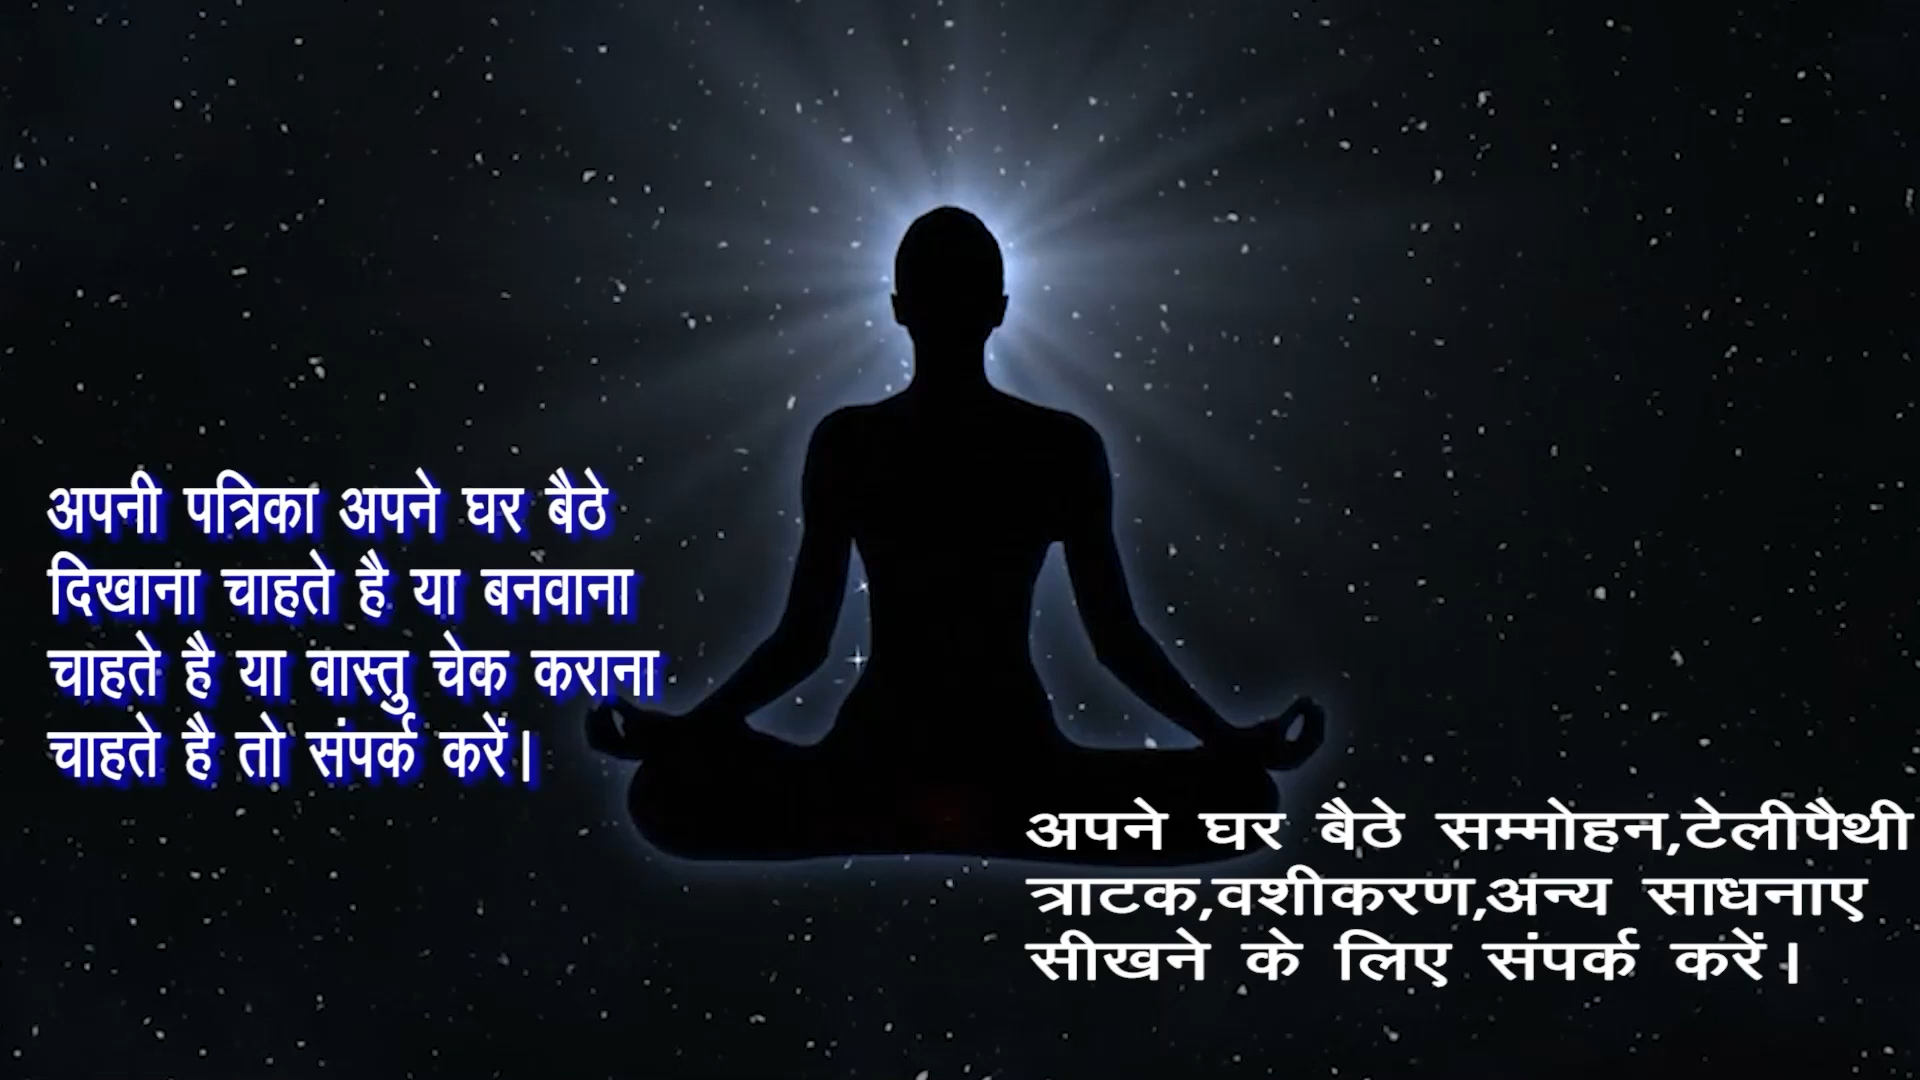 अपनी पत्रिका अपने घर बैठे
दिखाना चाहते है या बनवाना
चाहते है या वास्तु चेक कराना
चाहते है तो संपर्क करें।
अपने घर बैठे सम्मोहन,टेलीपैथी
त्राटक,वशीकरण,अन्य साधनाए
सीखने के लिए संपर्क करें।